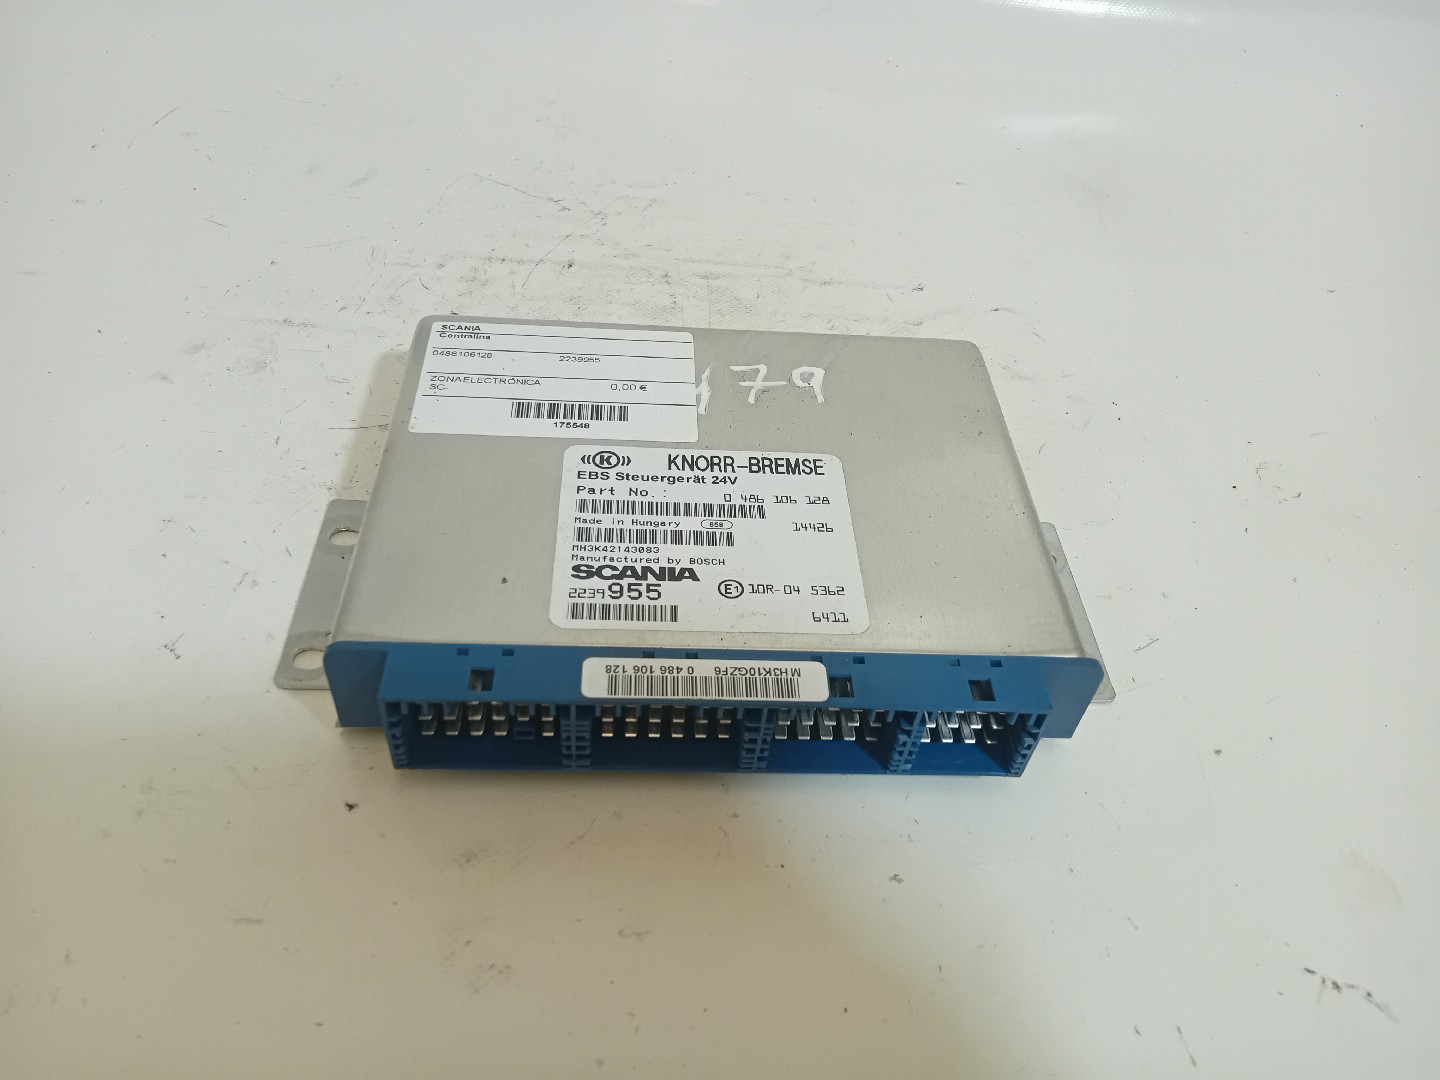 SCANIA
Centralina
0486106128 2239955
ZONAELECTRÓNICA 0,00 €
SC-
175548
179
K KNORR-BREMSE
EBS Steuergerät 24V
Part No.: 0 486 106 128
Made in Hungary 658 14426
MH3K42143083
Manufactured by BOSCH
SCANIA
2239955 E1 10R-04 5362
6411
MH3K10GZF6 0 486 106 128